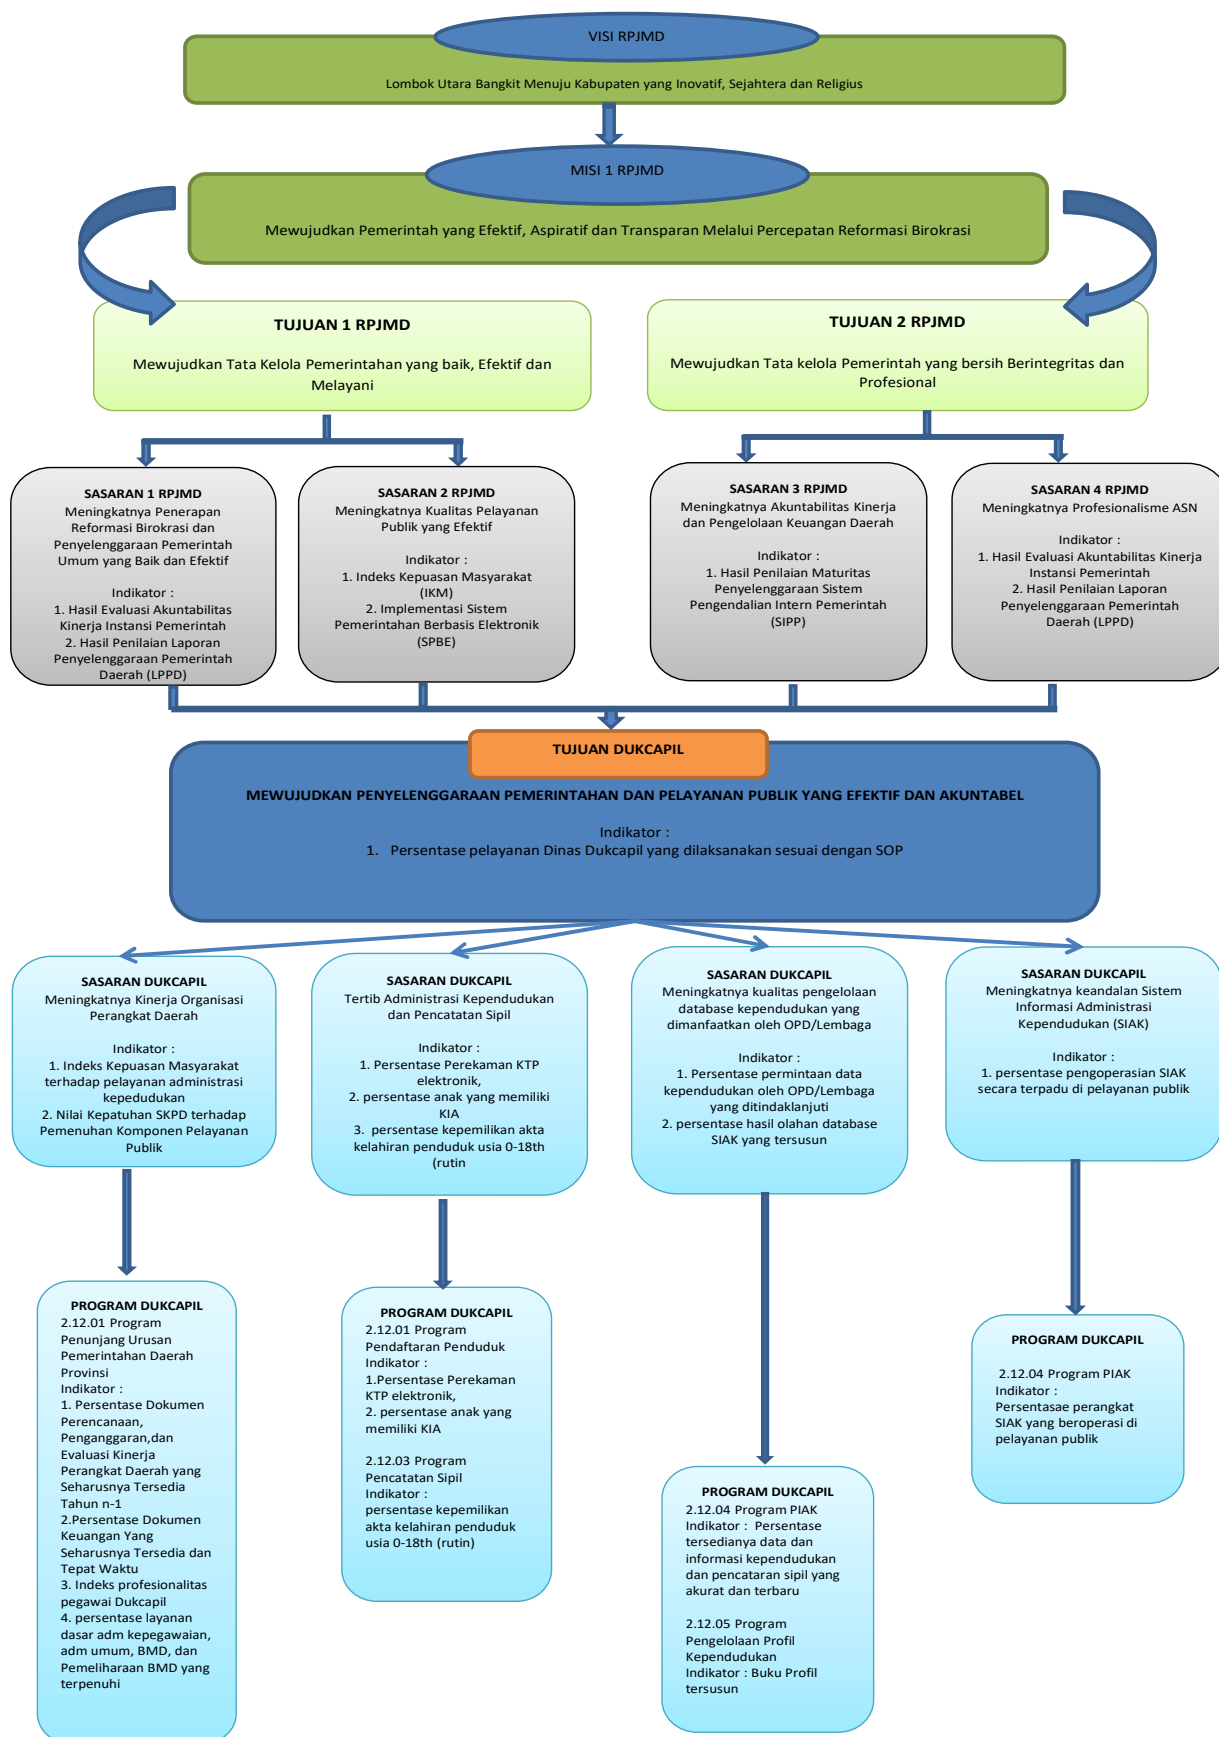 VISI RPJMD
Lombok Utara Bangkit Menuju Kabupaten yang Inovatif, Sejahtera dan Religius
MISI 1 RPJMD
Mewujudkan Pemerintah yang Efektif, Aspiratif dan Transparan Melalui Percepatan Reformasi Birokrasi
TUJUAN 1 RPJMD
Mewujudkan Tata Kelola Pemerintahan yang baik, Efektif dan
Melayani
TUJUAN 2 RPJMD
Mewujudkan Tata kelola Pemerintah yang bersih Berintegritas dan
Profesional
SASARAN 1 RPJMD
Meningkatnya Penerapan
Reformasi Birokrasi dan
Penyelenggaraan Pemerintah
Umum yang Baik dan Efektif
Indikator :
1. Hasil Evaluasi Akuntabilitas
Kinerja Instansi Pemerintah
2. Hasil Penilaian Laporan
Penyelenggaraan Pemerintah
Daerah (LPPD)
SASARAN 2 RPJMD
Meningkatnya Kualitas Pelayanan
Publik yang Efektif
Indikator :
1. Indeks Kepuasan Masyarakat
(IKM)
2. Implementasi Sistem
Pemerintahan Berbasis Elektronik
(SPBE)
SASARAN 3 RPJMD
Meningkatnya Akuntabilitas Kinerja
dan Pengelolaan Keuangan Daerah
Indikator :
1. Hasil Penilaian Maturitas
Penyelenggaraan Sistem
Pengendalian Intern Pemerintah
(SIPP)
SASARAN 4 RPJMD
Meningkatnya Profesionalisme ASN
Indikator :
1. Hasil Evaluasi Akuntabilitas Kinerja
Instansi Pemerintah
2. Hasil Penilaian Laporan
Penyelenggaraan Pemerintah
Daerah (LPPD)
TUJUAN DUKCAPIL
MEWUJUDKAN PENYELENGGARAAN PEMERINTAHAN DAN PELAYANAN PUBLIK YANG EFEKTIF DAN AKUNTABEL
Indikator :
1. Persentase pelayanan Dinas Dukcapil yang dilaksanakan sesuai dengan SOP
SASARAN DUKCAPIL
Meningkatnya Kinerja Organisasi
Perangkat Daerah
Indikator :
1. Indeks Kepuasan Masyarakat
terhadap pelayanan administrasi
kepedudukan
2. Nilai Kepatuhan SKPD terhadap
Pemenuhan Komponen Pelayanan
Publik
SASARAN DUKCAPIL
Tertib Administrasi Kependudukan
dan Pencatatan Sipil
Indikator :
1. Persentase Perekaman KTP
elektronik,
2. persentase anak yang memiliki
KIA
3. persentase kepemilikan akta
kelahiran penduduk usia 0-18th
(rutin
SASARAN DUKCAPIL
Meningkatnya kualitas pengelolaan
database kependudukan yang
dimanfaatkan oleh OPD/Lembaga
Indikator :
1. Persentase permintaan data
kependudukan oleh OPD/Lembaga
yang ditindaklanjuti
2. persentase hasil olahan database
SIAK yang tersusun
SASARAN DUKCAPIL
Meningkatnya keandalan Sistem
Informasi Administrasi
Kependudukan (SIAK)
Indikator :
1. persentase pengoperasian SIAK
secara terpadu di pelayanan publik
PROGRAM DUKCAPIL
2.12.01 Program
Penunjang Urusan
Pemerintahan Daerah
Provinsi
Indikator :
1. Persentase Dokumen
Perencanaan,
Penganggaran,dan
Evaluasi Kinerja
Perangkat Daerah yang
Seharusnya Tersedia
Tahun n-1
2.Persentase Dokumen
Keuangan Yang
Seharusnya Tersedia dan
Tepat Waktu
3. Indeks profesionalitas
pegawai Dukcapil
4. persentase layanan
dasar adm kepegawaian,
adm umum, BMD, dan
Pemeliharaan BMD yang
terpenuhi
PROGRAM DUKCAPIL
2.12.01 Program
Pendaftaran Penduduk
Indikator :
1.Persentase Perekaman
KTP elektronik,
2. persentase anak yang
memiliki KIA
2.12.03 Program
Pencatatan Sipil
Indikator :
persentase kepemilikan
akta kelahiran penduduk
usia 0-18th (rutin)
PROGRAM DUKCAPIL
2.12.04 Program PIAK
Indikator : Persentase
tersedianya data dan
informasi kependudukan
dan pencataran sipil yang
akurat dan terbaru
2.12.05 Program
Pengelolaan Profil
Kependudukan
Indikator : Buku Profil
tersusun
PROGRAM DUKCAPIL
2.12.04 Program PIAK
Indikator :
Persentasae perangkat
SIAK yang beroperasi di
pelayanan publik